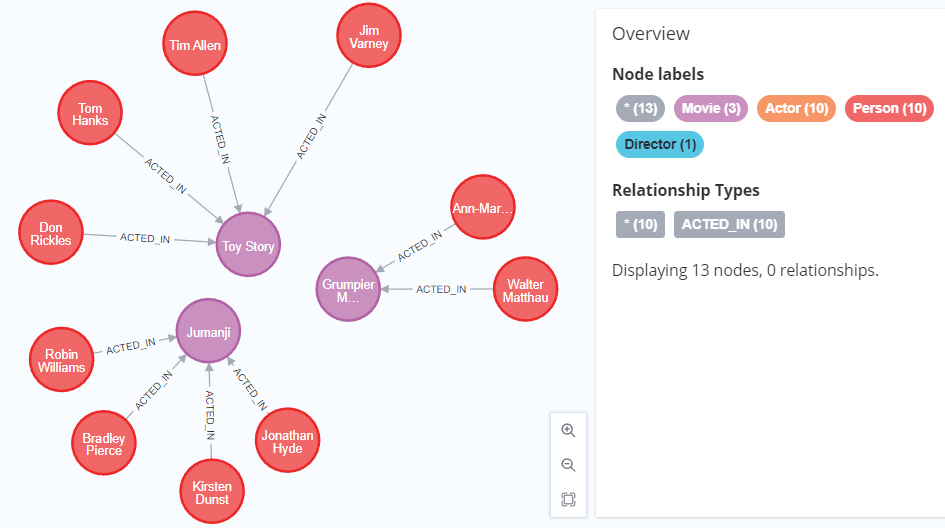 Tim Allen
Jim
Varney
Tom
Hanks
ACTED_IN
ACTED_IN
ACTED_IN
Don
Rickles
ACTED_IN
Toy Story
Ann-Mar...
ACTED_IN
Grumpier
M...
ACTED_IN
Walter
Matthau
Jumanji
Robin
Williams
ACTED_IN
ACTED_IN
ACTED_IN
ACTED_IN
Bradley
Pierce
Jonathan
Hyde
Kirsten
Dunst
Overview
Node labels
* (13) Movie (3) Actor (10) Person (10)
Director (1)
Relationship Types
* (10) ACTED_IN (10)
Displaying 13 nodes, 0 relationships.